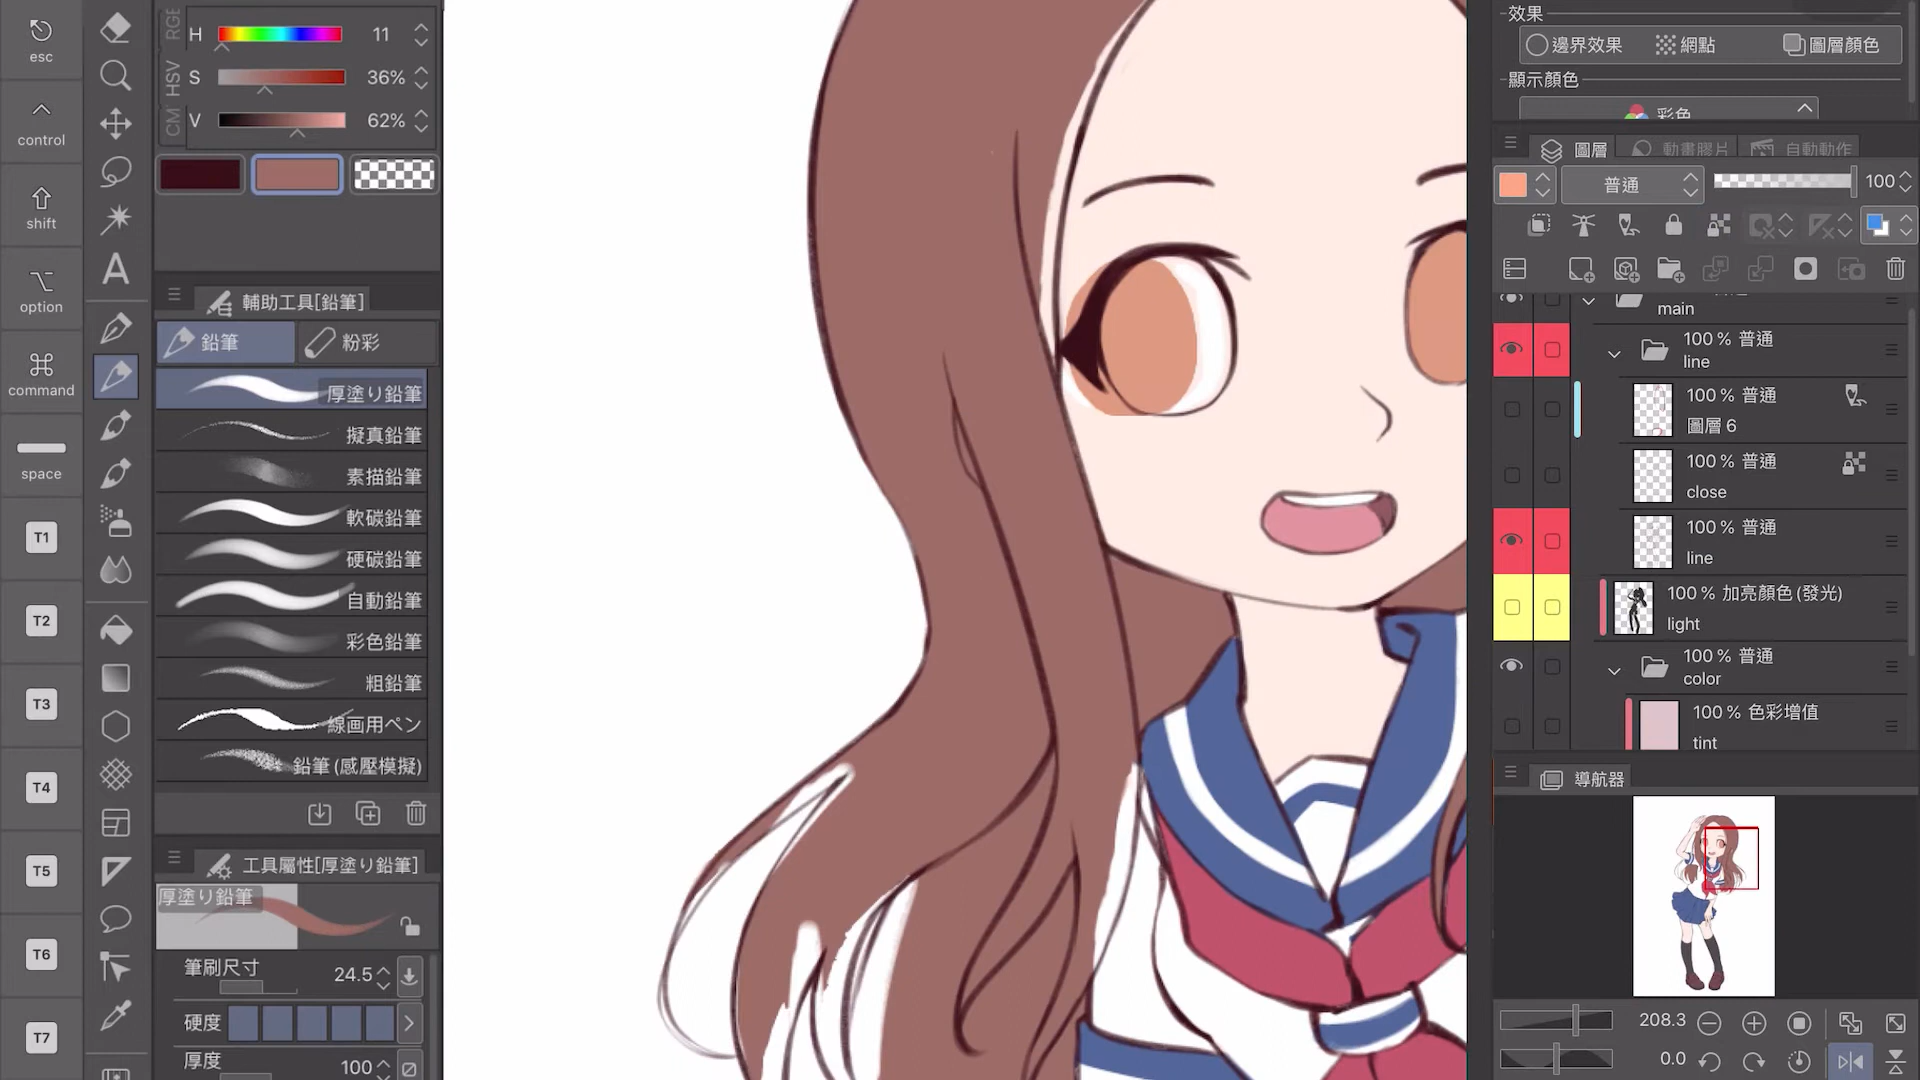 esc
control
shift
option
command
space
T1
T2
T3
T4
T5
T6
T7
RGB
HSV
CM
H 11
S 36%
V 62%
輔助工具[鉛筆]
鉛筆 粉彩
厚塗り鉛筆
擬真鉛筆
素描鉛筆
軟碳鉛筆
硬碳鉛筆
自動鉛筆
彩色鉛筆
粗鉛筆
線画用ペン
鉛筆 (感壓模擬)
工具屬性[厚塗り鉛筆]
厚塗り鉛筆
筆刷尺寸 24.5
硬度
厚度 100
效果
邊界效果 網點 圖層顏色
顯示顏色
彩色
圖層 動畫膠片 自動動作
普通 100
main
100 % 普通
line
100 % 普通
圖層 6
100 % 普通
close
100 % 普通
line
100 % 加亮顏色 (發光)
light
100 % 普通
color
100 % 色彩增值
tint
導航器
208.3
0.0